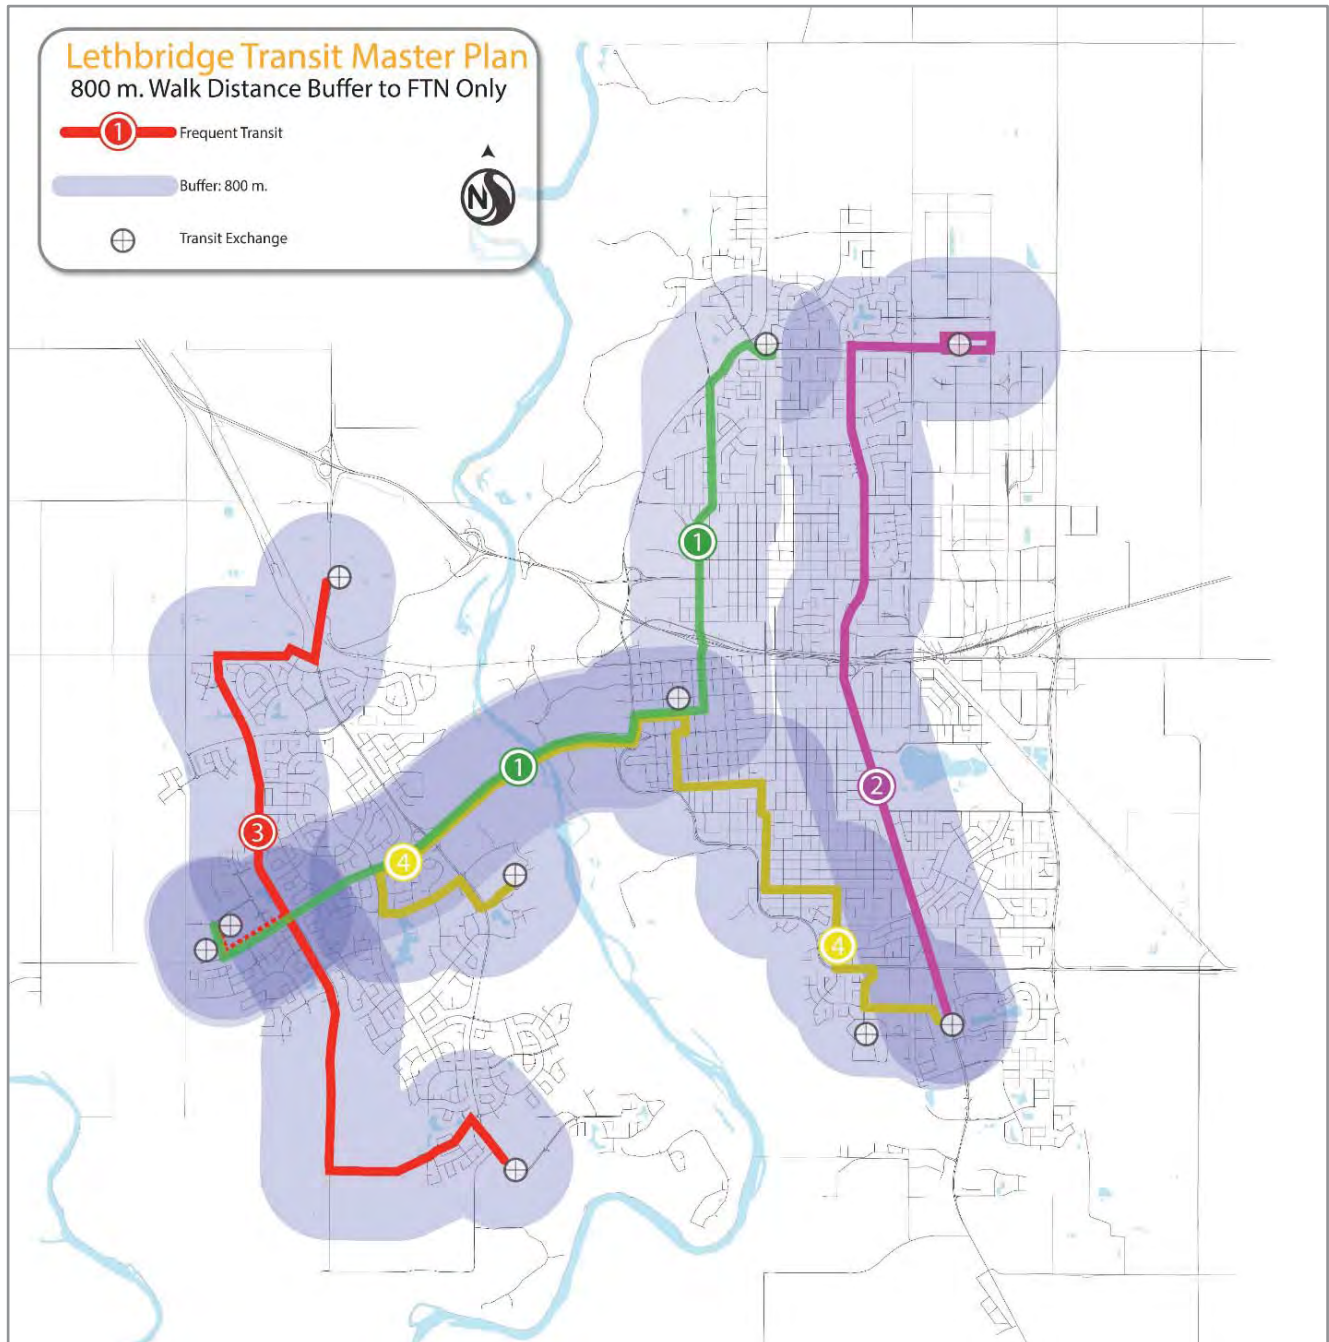 Lethbridge Transit Master Plan
800 m. Walk Distance Buffer to FTN Only
1 Frequent Transit
N
Buffer: 800 m.
Transit Exchange
1
1
2
3
4
4